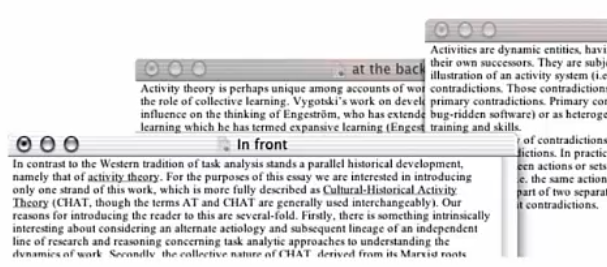 Activities are dynamic entities, havi
their own successors. They are subj
illustration of an activity system (i.e
contradictions. Those contradictions
primary contradictions. Primary con
bug-ridden software) or as heteroge
training and skills.
of contradictions
dictions. In practic
een actions or sets
e. the same action
part of two separat
t contradictions.
at the back
Activity theory is perhaps unique among accounts of wor
the role of collective learning. Vygotski's work on develo
influence on the thinking of Engeström, who has extende
learning which he has termed expansive learning (Engest
In front
In contrast to the Western tradition of task analysis stands a parallel historical development,
namely that of activity theory. For the purposes of this essay we are interested in introducing
only one strand of this work, which is more fully described as Cultural-Historical Activity
Theory (CHAT, though the terms AT and CHAT are generally used interchangeably). Our
reasons for introducing the reader to this are several-fold. Firstly, there is something intrinsically
interesting about considering an alternate aetiology and subsequent lineage of an independent
line of research and reasoning concerning task analytic approaches to understanding the
dynamics of work. Secondly, the collective nature of CHAT, derived from its Marxist roots